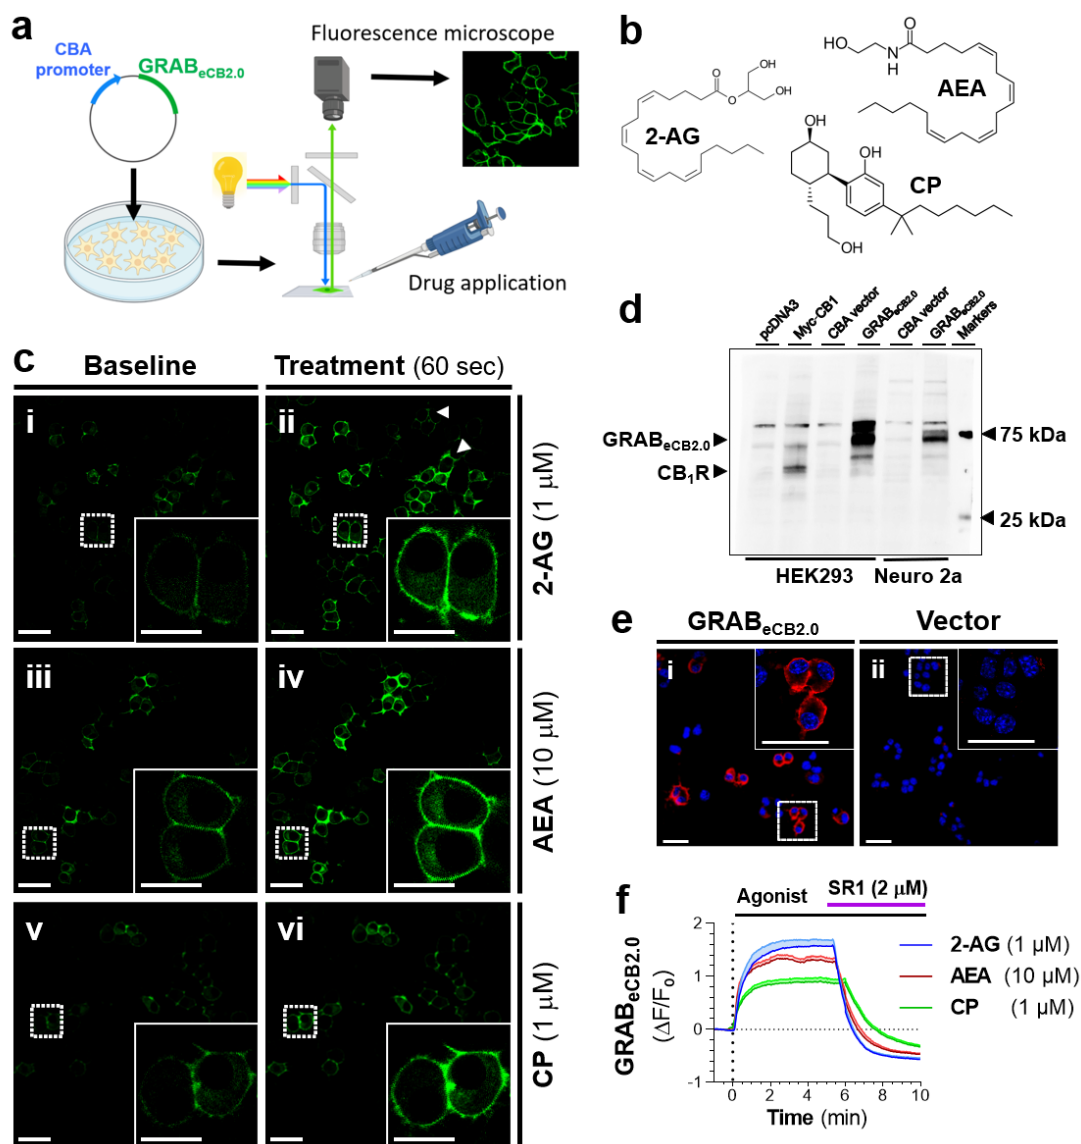 a
CBA
promoter
GRABeCB2.0
Fluorescence microscope
Drug application
b
HO
N
H
O
AEA
O
OH
O
OH
2-AG
OH
OH
CP
OH
c
Baseline
Treatment (60 sec)
i
ii
2-AG (1 µM)
iii
iv
AEA (10 µM)
v
vi
CP (1 µM)
d
pcDNA3
Myc-CB1
CBA vector
GRABeCB2.0
CBA vector
GRABeCB2.0
Markers
GRABeCB2.0
CB1R
75 kDa
25 kDa
HEK293
Neuro 2a
e
GRABeCB2.0
Vector
i
ii
f
Agonist
SR1 (2 µM)
GRABeCB2.0
(ΔF/F0)
2
1
0
-1
0 2 4 6 8 10
Time (min)
2-AG (1 µM)
AEA (10 µM)
CP (1 µM)